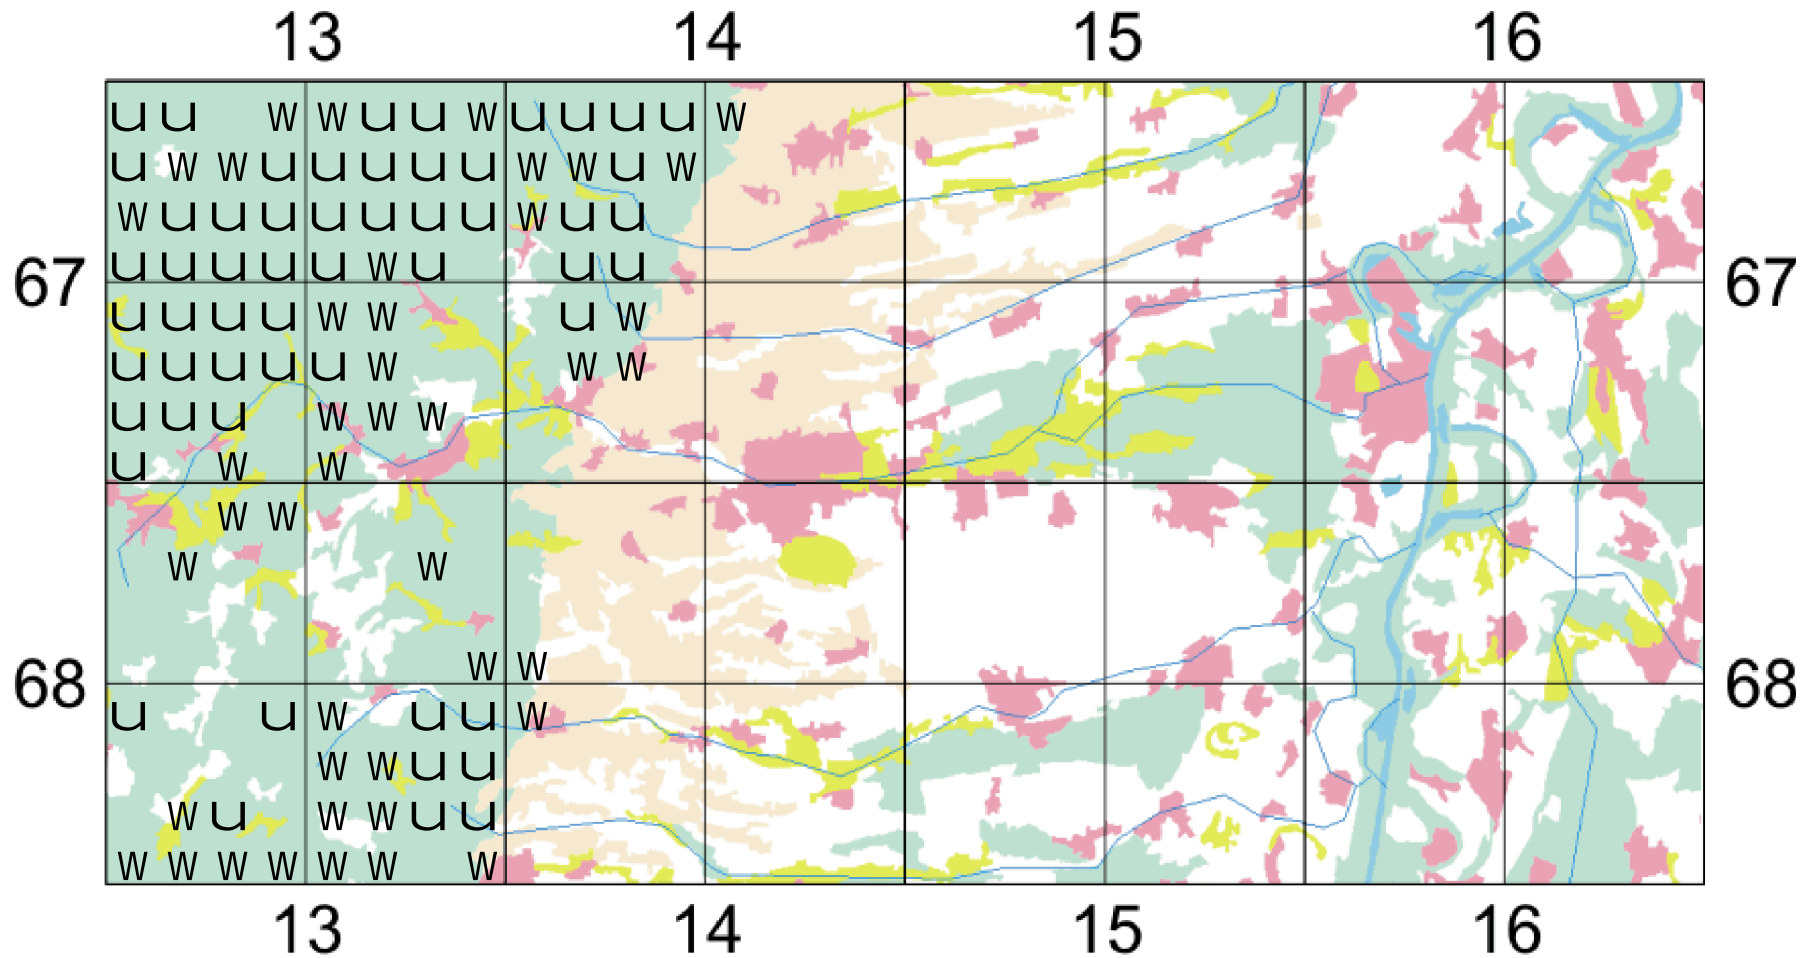 13 14 15 16
u u w w u u w u u u u w
u w w u u u u u w w u w
w u u u u u u u w u u
67 u u u u u w u u u 67
u u u u w w u w
u u u u u w w w
u u u w w w
u w w
w w
w w
w w
68 68
u u w u u w
w w u u
w u w w u u
w w w w w w w
13 14 15 16